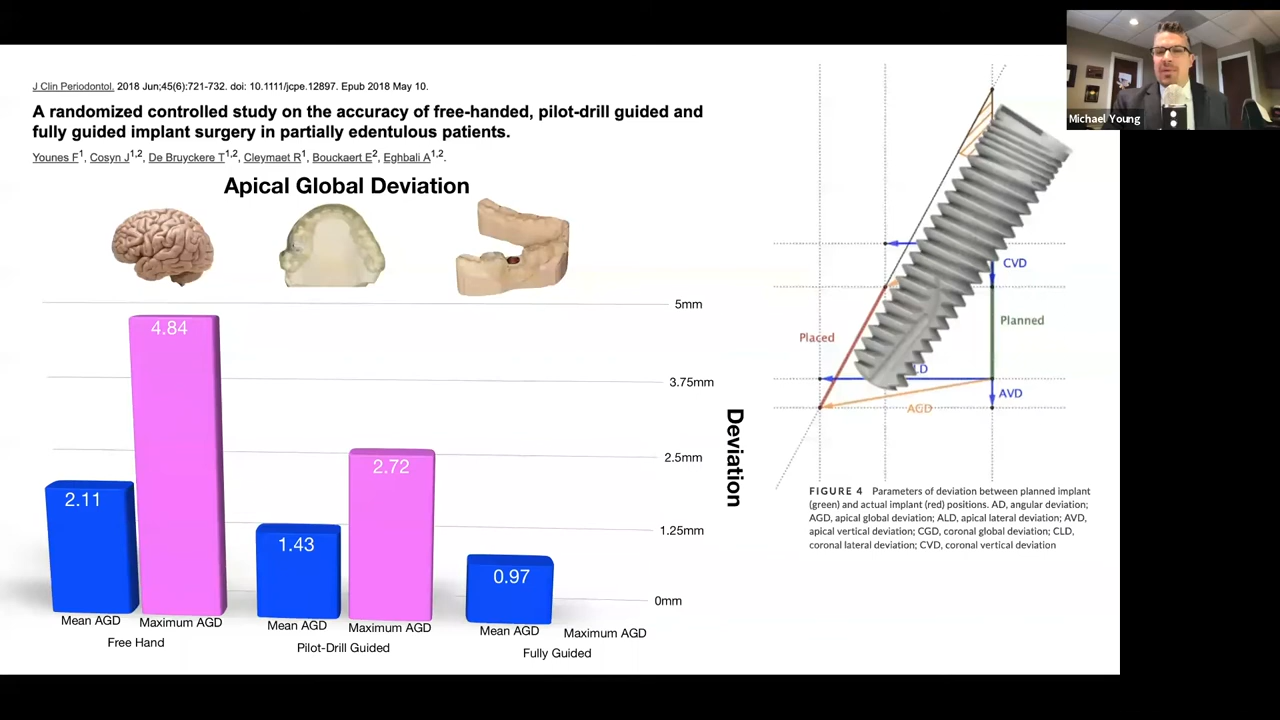 J Clin Periodontol. 2018 Jun;45(6):721-732. doi: 10.1111/jcpe.12897. Epub 2018 May 10.
A randomized controlled study on the accuracy of free-handed, pilot-drill guided and
fully guided implant surgery in partially edentulous patients.
Younes F1, Cosyn J1,2, De Bruyckere T1,2, Cleymaet R1, Bouckaert E2, Eghbali A1,2.
Apical Global Deviation
5mm
3.75mm
2.5mm
1.25mm
0mm
Deviation
4.84
2.11
2.72
1.43
0.97
Mean AGD
Maximum AGD
Mean AGD
Maximum AGD
Mean AGD
Maximum AGD
Free Hand
Pilot-Drill Guided
Fully Guided
Michael Young
CVD
Planned
Placed
LD
AVD
AGD
FIGURE 4 Parameters of deviation between planned implant
(green) and actual implant (red) positions. AD, angular deviation;
AGD, apical global deviation; ALD, apical lateral deviation; AVD,
apical vertical deviation; CGD, coronal global deviation; CLD,
coronal lateral deviation; CVD, coronal vertical deviation